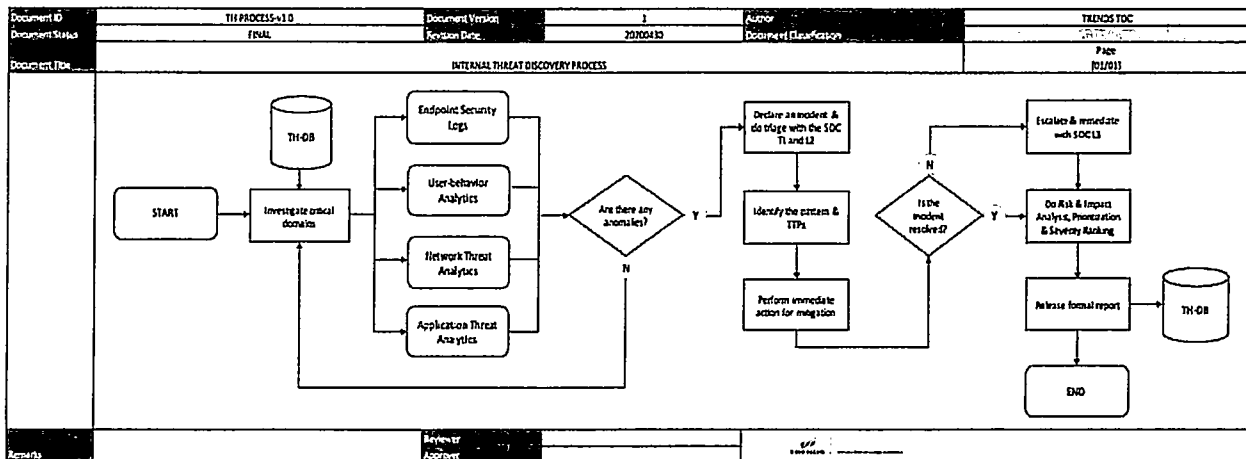 Document ID
TH PROCESS-v1.0
Document Version
1
Author
TRENDS TOC
Document Status
FINAL
Revision Date
20200430
Document Classification
Document Title
INTERNAL THREAT DISCOVERY PROCESS
Page
[01/01]
START
TH-DB
Investigate critical
domains
Endpoint Security
Logs
User-behavior
Analytics
Network Threat
Analytics
Application Threat
Analytics
Are there any
anomalies?
Y
N
Declare an incident &
do triage with the SOC
T1 and L2
Identify the pattern &
TTPs
Perform immediate
action for mitigation
Is the
incident
resolved?
N
Y
Escalate & remediate
with SOC L3
Do Risk & Impact
Analysis, Prioritization
& Severity Ranking
Release formal report
TH-DB
END
Remarks
Reviewer
Approver